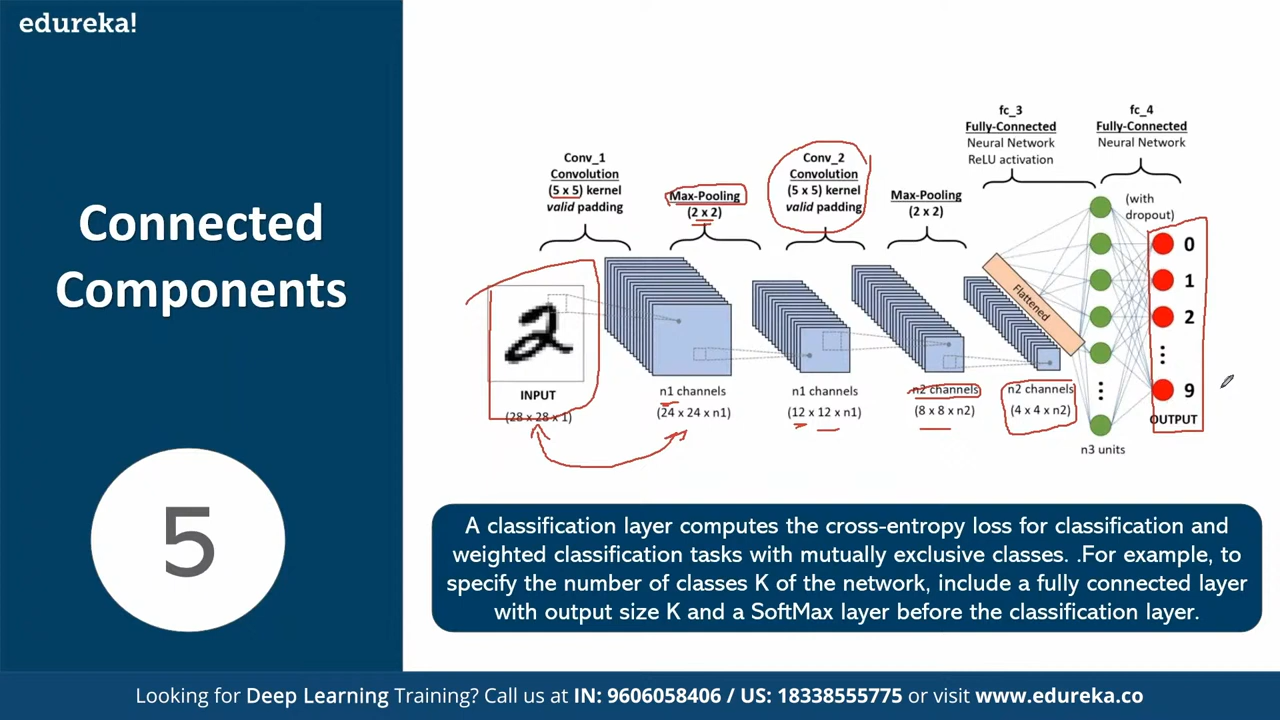 edureka!
Connected
Components
5
Conv_1
Convolution
(5 x 5) kernel
valid padding
Max-Pooling
(2 x 2)
Conv_2
Convolution
(5 x 5) kernel
valid padding
Max-Pooling
(2 x 2)
fc_3
Fully-Connected
Neural Network
ReLU activation
fc_4
Fully-Connected
Neural Network
(with
dropout)
2
INPUT
(28 x 28 x 1)
n1 channels
(24 x 24 x n1)
n1 channels
(12 x 12 x n1)
n2 channels
(8 x 8 x n2)
n2 channels
(4 x 4 x n2)
Flattened
n3 units
0
1
2
9
OUTPUT
A classification layer computes the cross-entropy loss for classification and
weighted classification tasks with mutually exclusive classes. .For example, to
specify the number of classes K of the network, include a fully connected layer
with output size K and a SoftMax layer before the classification layer.
Looking for Deep Learning Training? Call us at IN: 9606058406 / US: 18338555775 or visit www.edureka.co